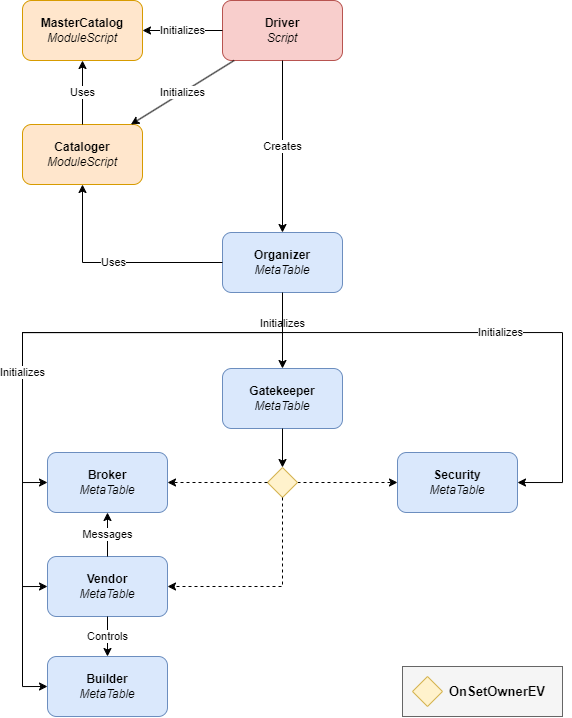 MasterCatalog
ModuleScript
Initializes
Driver
Script
Uses
Initializes
Cataloger
ModuleScript
Creates
Uses
Organizer
MetaTable
Initializes
Initializes
Initializes
Gatekeeper
MetaTable
Broker
MetaTable
Security
MetaTable
Messages
Vendor
MetaTable
Controls
Builder
MetaTable
OnSetOwnerEV